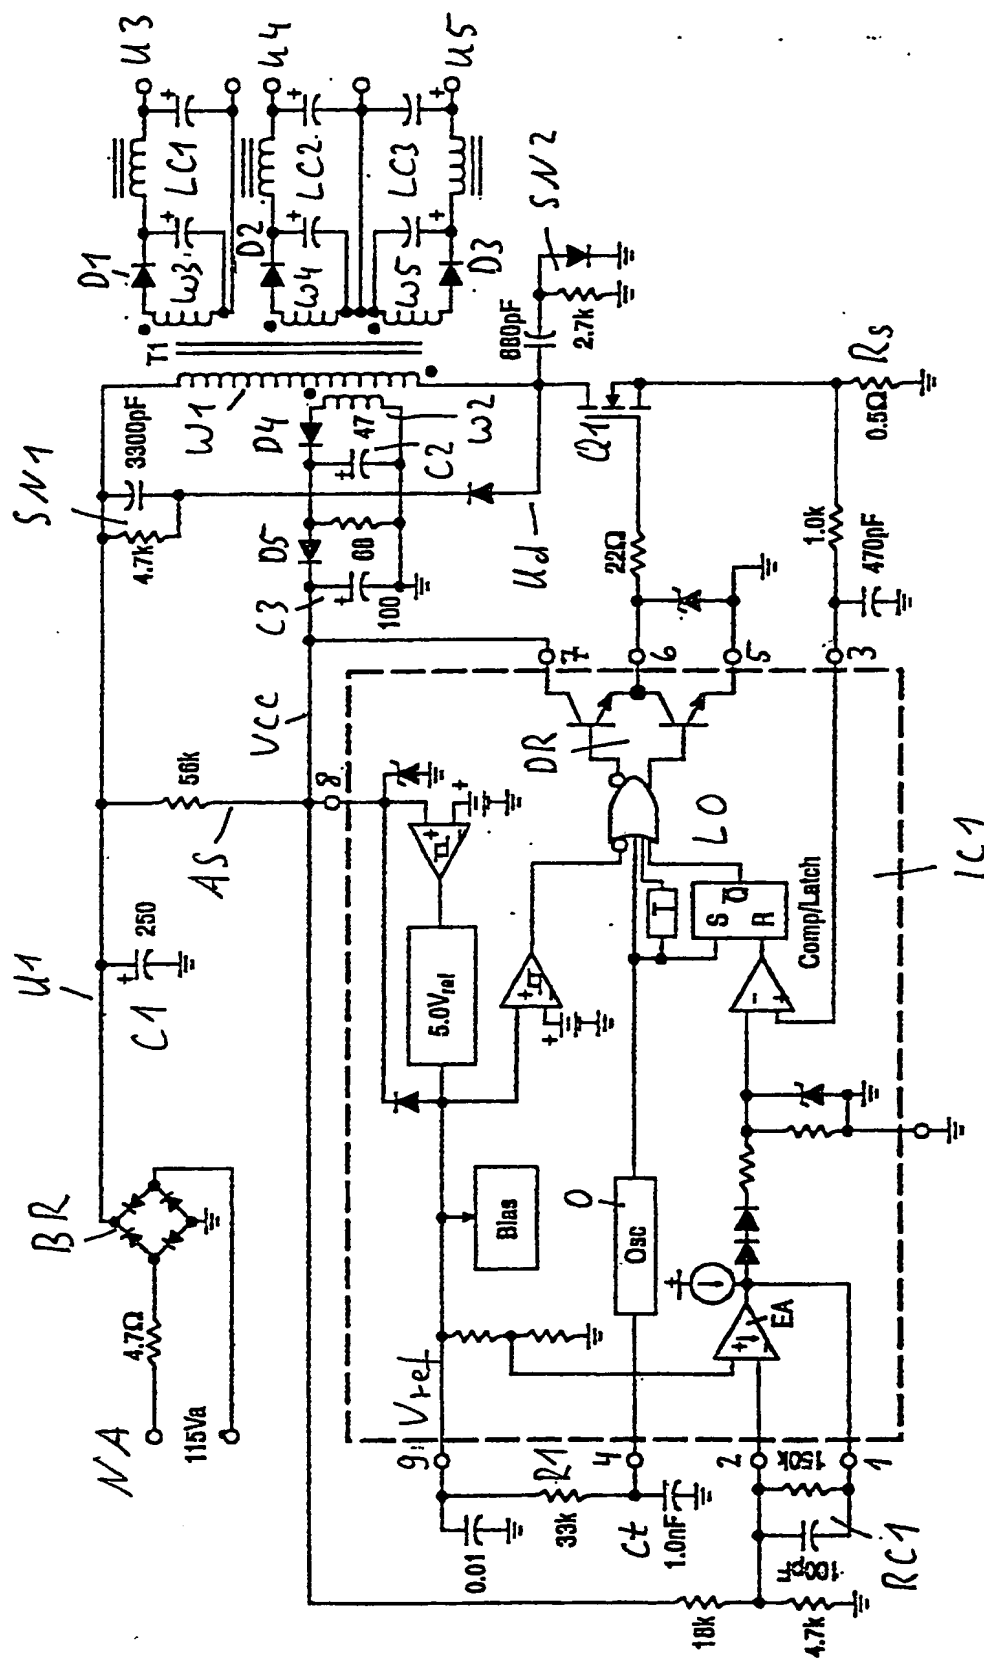 U3
U4
U5
LC1
LC2
LC3
D1
D2
D3
W3
W4
W5
T1
SN2
880pF
2.7k
SN1
3300pF
4.7k
W1
D4
47
W2
C2
D5
68
C3
100
Ud
Q1
22Ω
Rs
0.5Ω
1.0k
470pF
VCC
56k
AS
U1
250
C1
BR
4.7Ω
NA
115Va
7
6
5
3
8
DR
LO
IC1
5.0Vref
T
S
Q
R
Comp/Latch
Bias
O
Osc
EA
Vref
9
R1
4
2
1
0.01
33k
Ct
1.0nF
150k
100pF
RC1
18k
4.7k